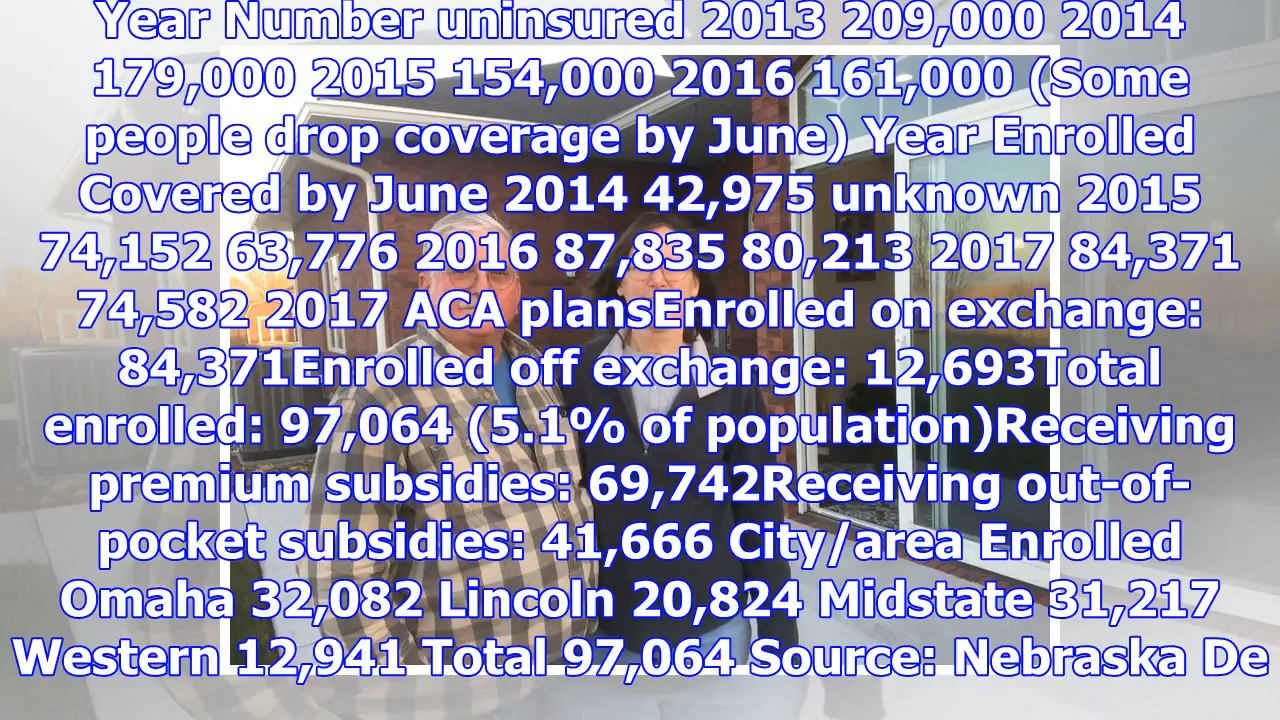 Year Number uninsured 2013 209,000 2014
179,000 2015 154,000 2016 161,000 (Some
people drop coverage by June) Year Enrolled
Covered by June 2014 42,975 unknown 2015
74,152 63,776 2016 87,835 80,213 2017 84,371
74,582 2017 ACA plansEnrolled on exchange:
84,371Enrolled off exchange: 12,693Total
enrolled: 97,064 (5.1% of population)Receiving
premium subsidies: 69,742Receiving out-of-
pocket subsidies: 41,666 City/area Enrolled
Omaha 32,082 Lincoln 20,824 Midstate 31,217
Western 12,941 Total 97,064 Source: Nebraska De